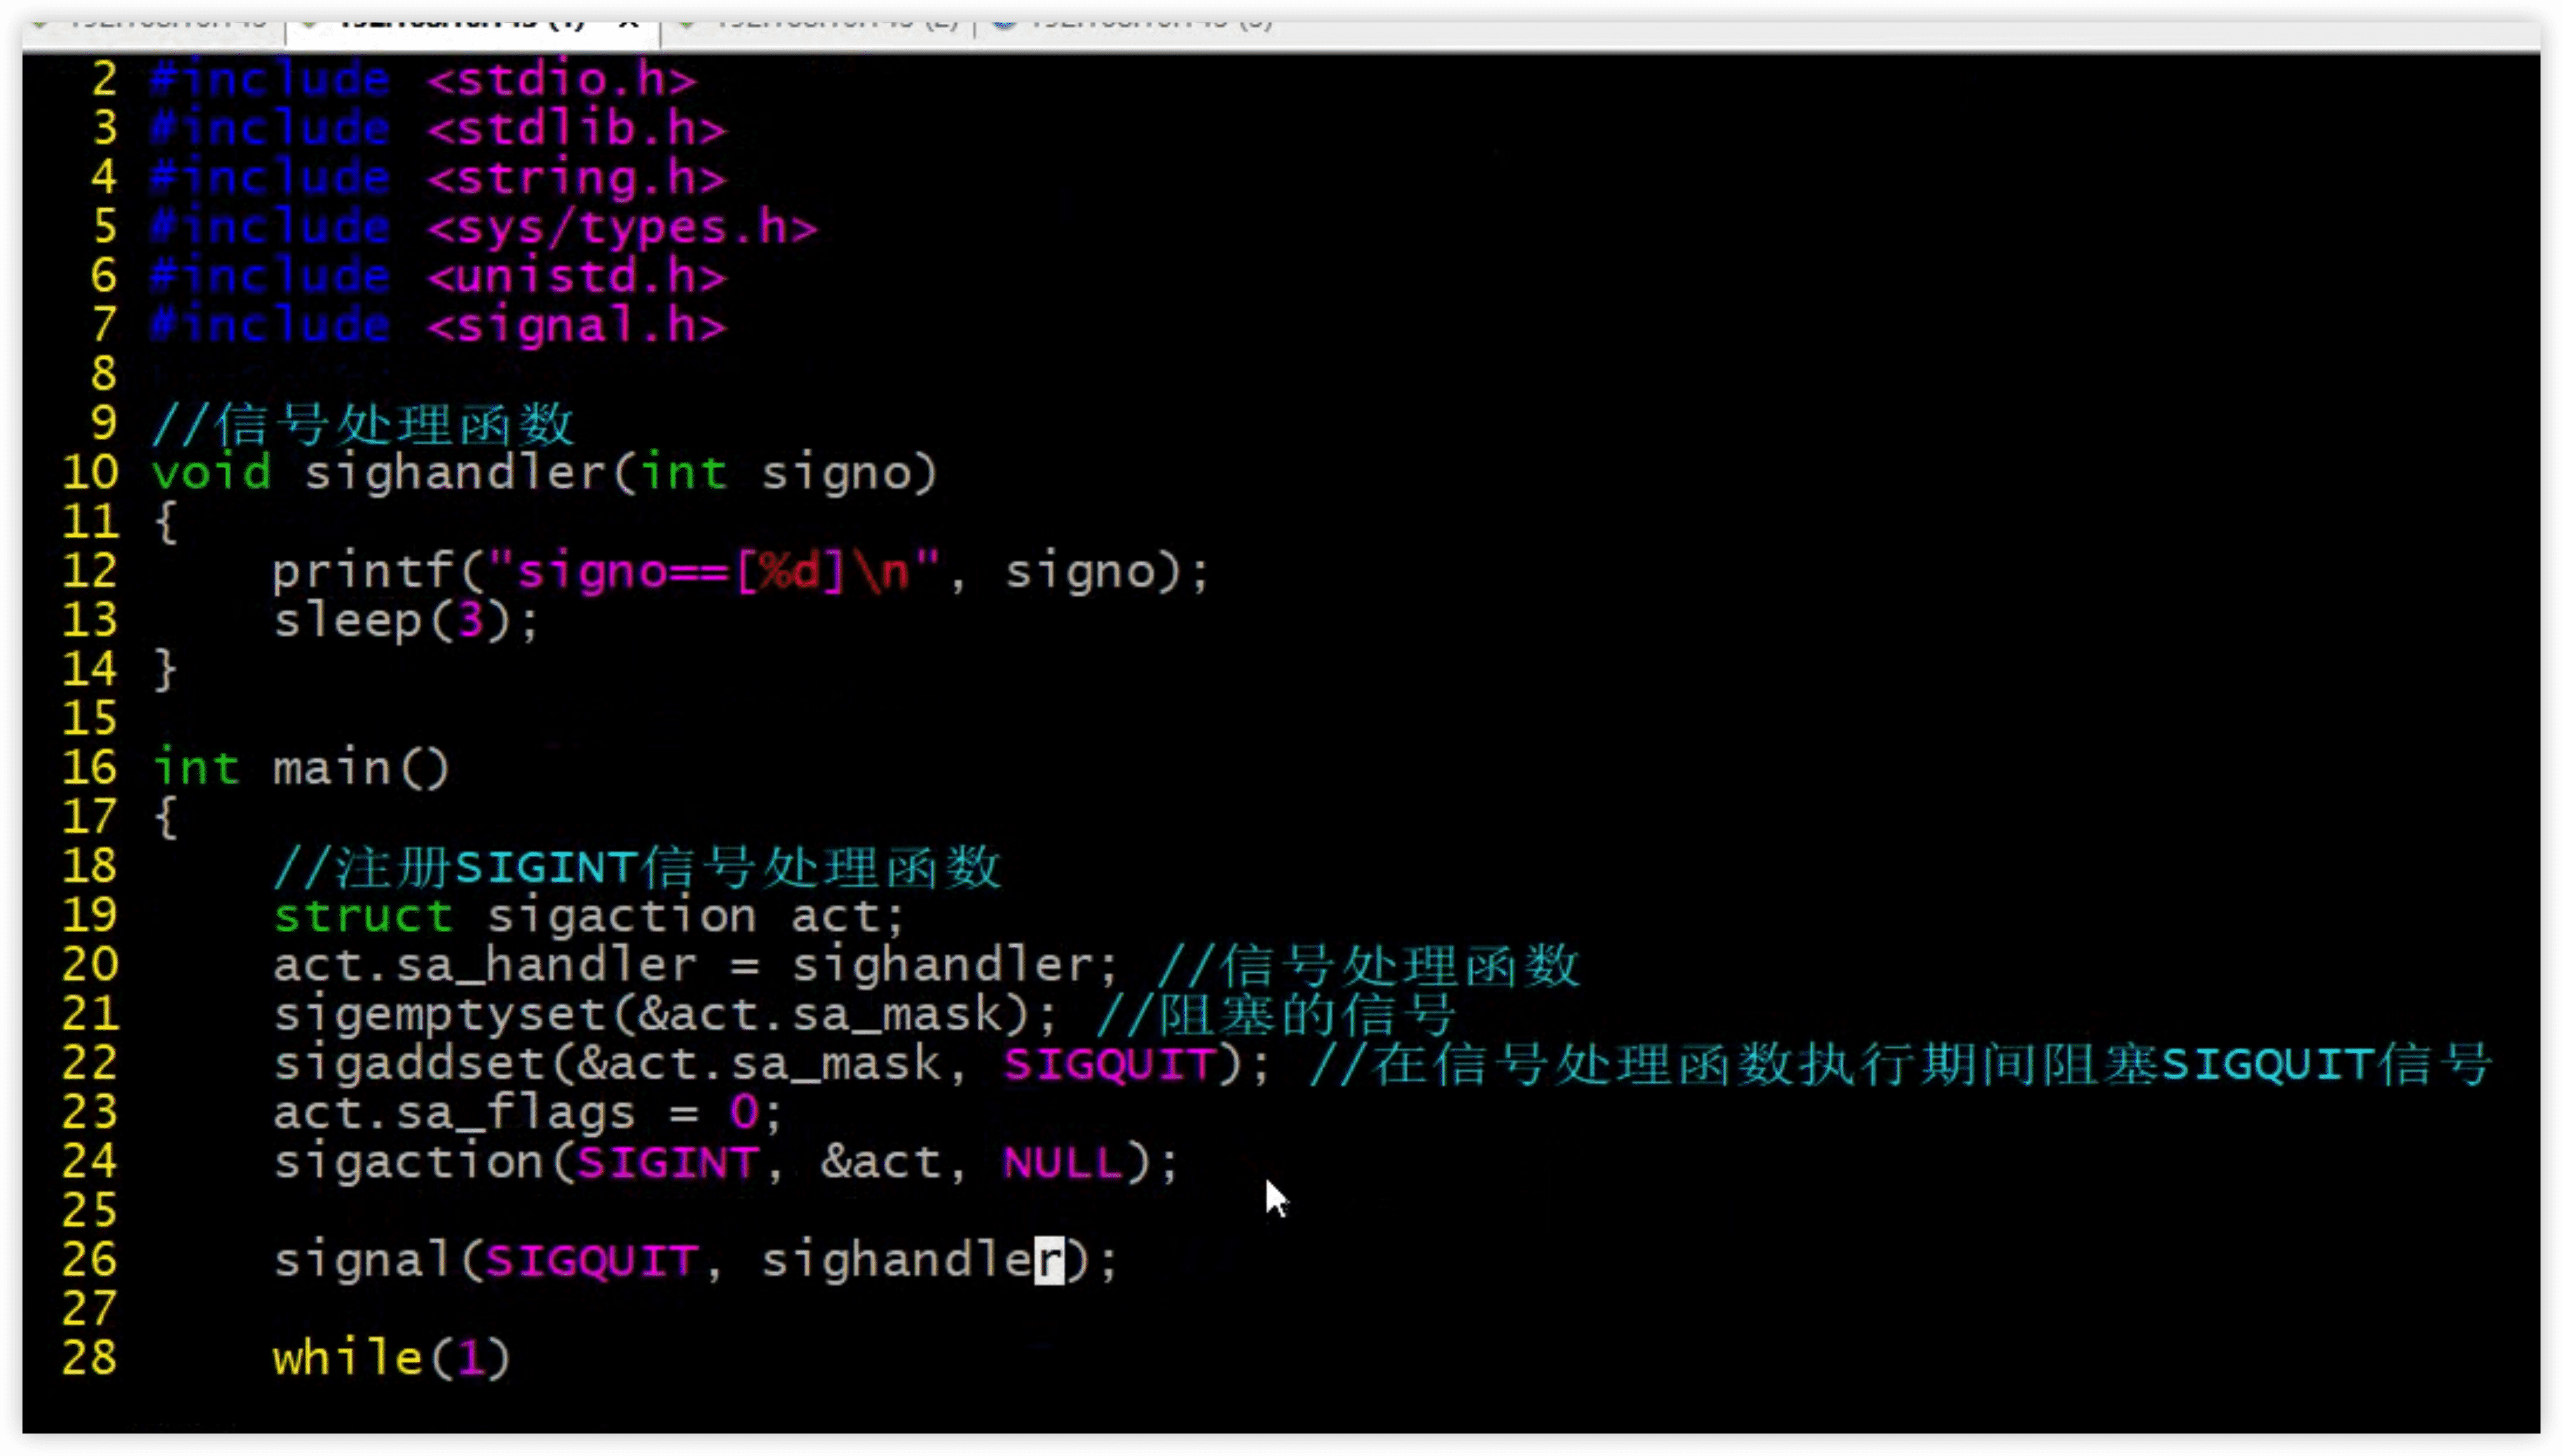 2 #include <stdio.h>
3 #include <stdlib.h>
4 #include <string.h>
5 #include <sys/types.h>
6 #include <unistd.h>
7 #include <signal.h>
8
9 //信号处理函数
10 void sighandler(int signo)
11 {
12     printf("signo==[%d]\n", signo);
13     sleep(3);
14 }
15
16 int main()
17 {
18     //注册SIGINT信号处理函数
19     struct sigaction act;
20     act.sa_handler = sighandler; //信号处理函数
21     sigemptyset(&act.sa_mask); //阻塞的信号
22     sigaddset(&act.sa_mask, SIGQUIT); //在信号处理函数执行期间阻塞SIGQUIT信号
23     act.sa_flags = 0;
24     sigaction(SIGINT, &act, NULL);
25
26     signal(SIGQUIT, sighandler);
27
28     while(1)